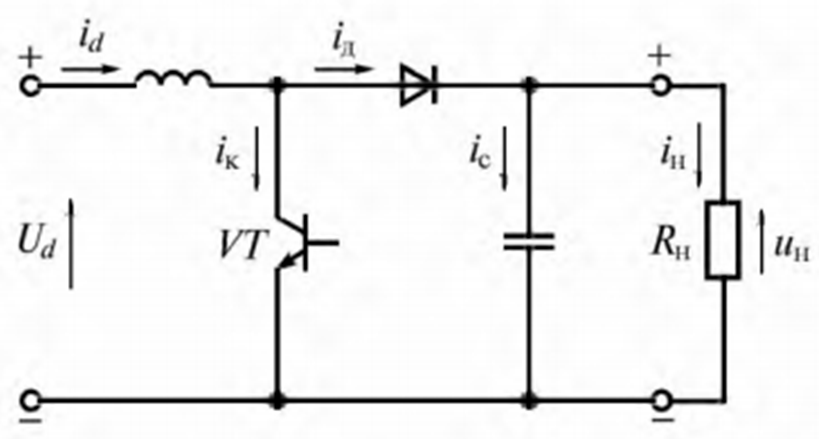 i_d i_д
+ +
i_к i_с i_н
U_d VT R_н u_н
– –